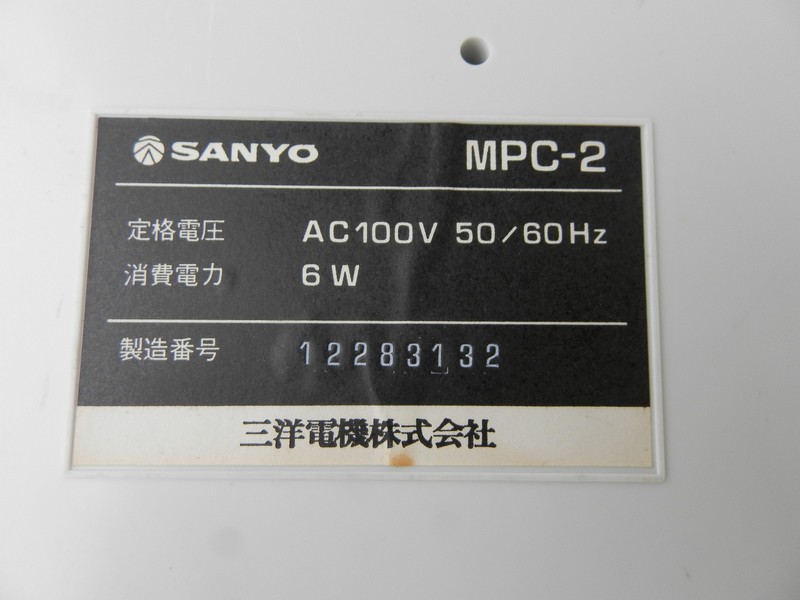 SANYO MPC-2
定格電圧 AC100V 50/60Hz
消費電力 6W
製造番号 12283132
三洋電機株式会社